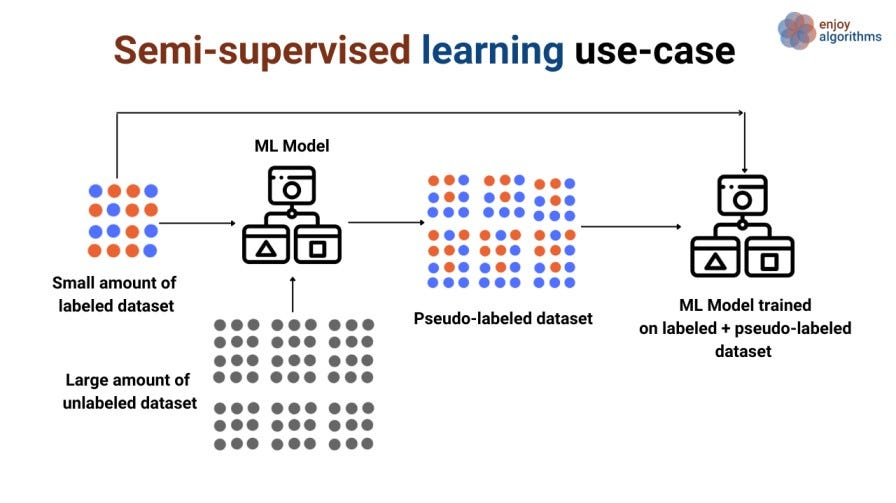 enjoy
algorithms
Semi-supervised learning use-case
ML Model
Small amount of
labeled dataset
Pseudo-labeled dataset
ML Model trained
on labeled + pseudo-labeled
dataset
Large amount of
unlabeled dataset